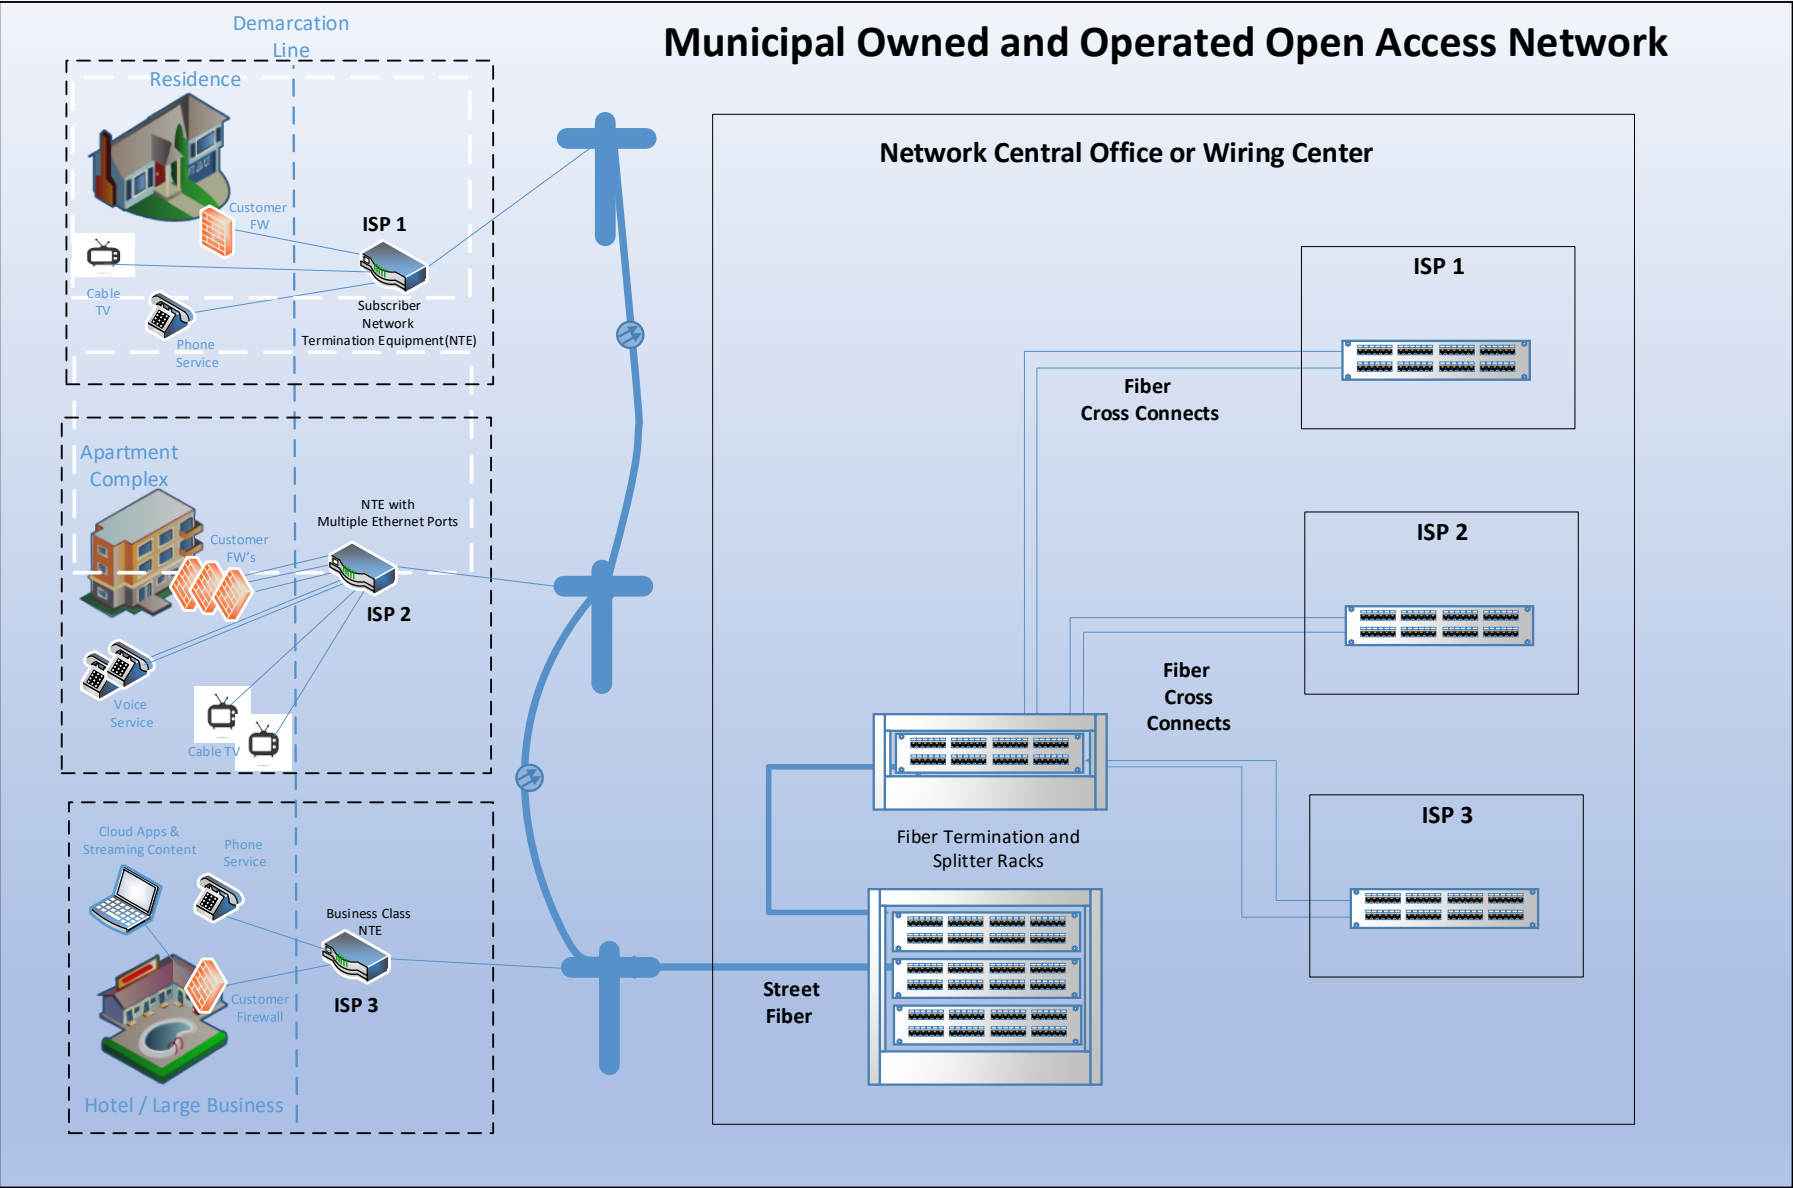 Municipal Owned and Operated Open Access Network
Demarcation
Line
Residence
Customer
FW
ISP 1
Cable
TV
Phone
Service
Subscriber
Network
Termination Equipment(NTE)
Apartment
Complex
Customer
FW's
NTE with
Multiple Ethernet Ports
ISP 2
Voice
Service
Cable TV
Cloud Apps &
Streaming Content
Phone
Service
Business Class
NTE
ISP 3
Customer
Firewall
Hotel / Large Business
Network Central Office or Wiring Center
ISP 1
Fiber
Cross Connects
ISP 2
Fiber
Cross
Connects
ISP 3
Fiber Termination and
Splitter Racks
Street
Fiber